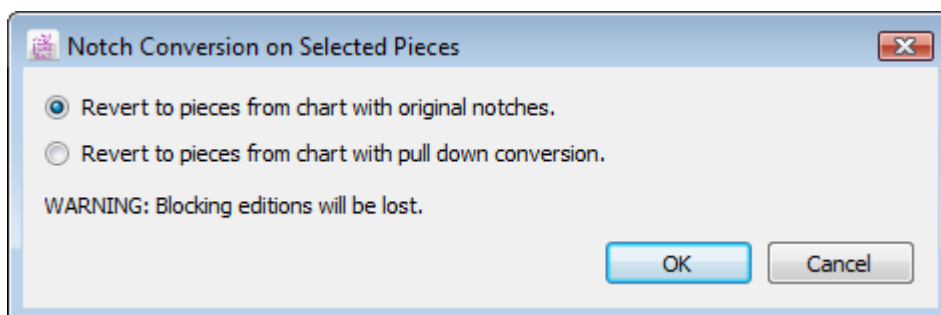 Notch Conversion on Selected Pieces
Revert to pieces from chart with original notches.
Revert to pieces from chart with pull down conversion.
WARNING: Blocking editions will be lost.
OK Cancel